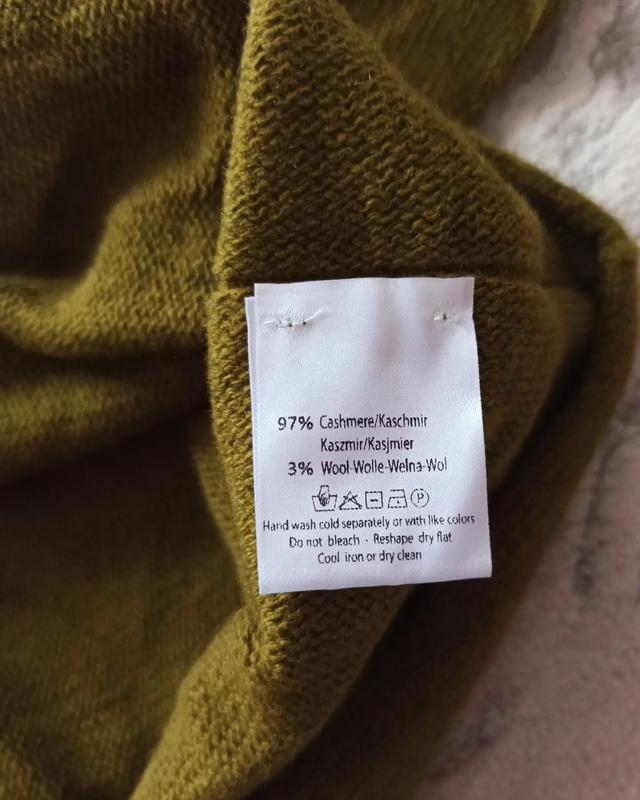 97% Cashmere/Kaschmir
Kaszmir/Kasjmier
3% Wool-Wolle-Wełna-Wol
P
Hand wash cold separately or with like colors
Do not bleach · Reshape dry flat
Cool iron or dry clean